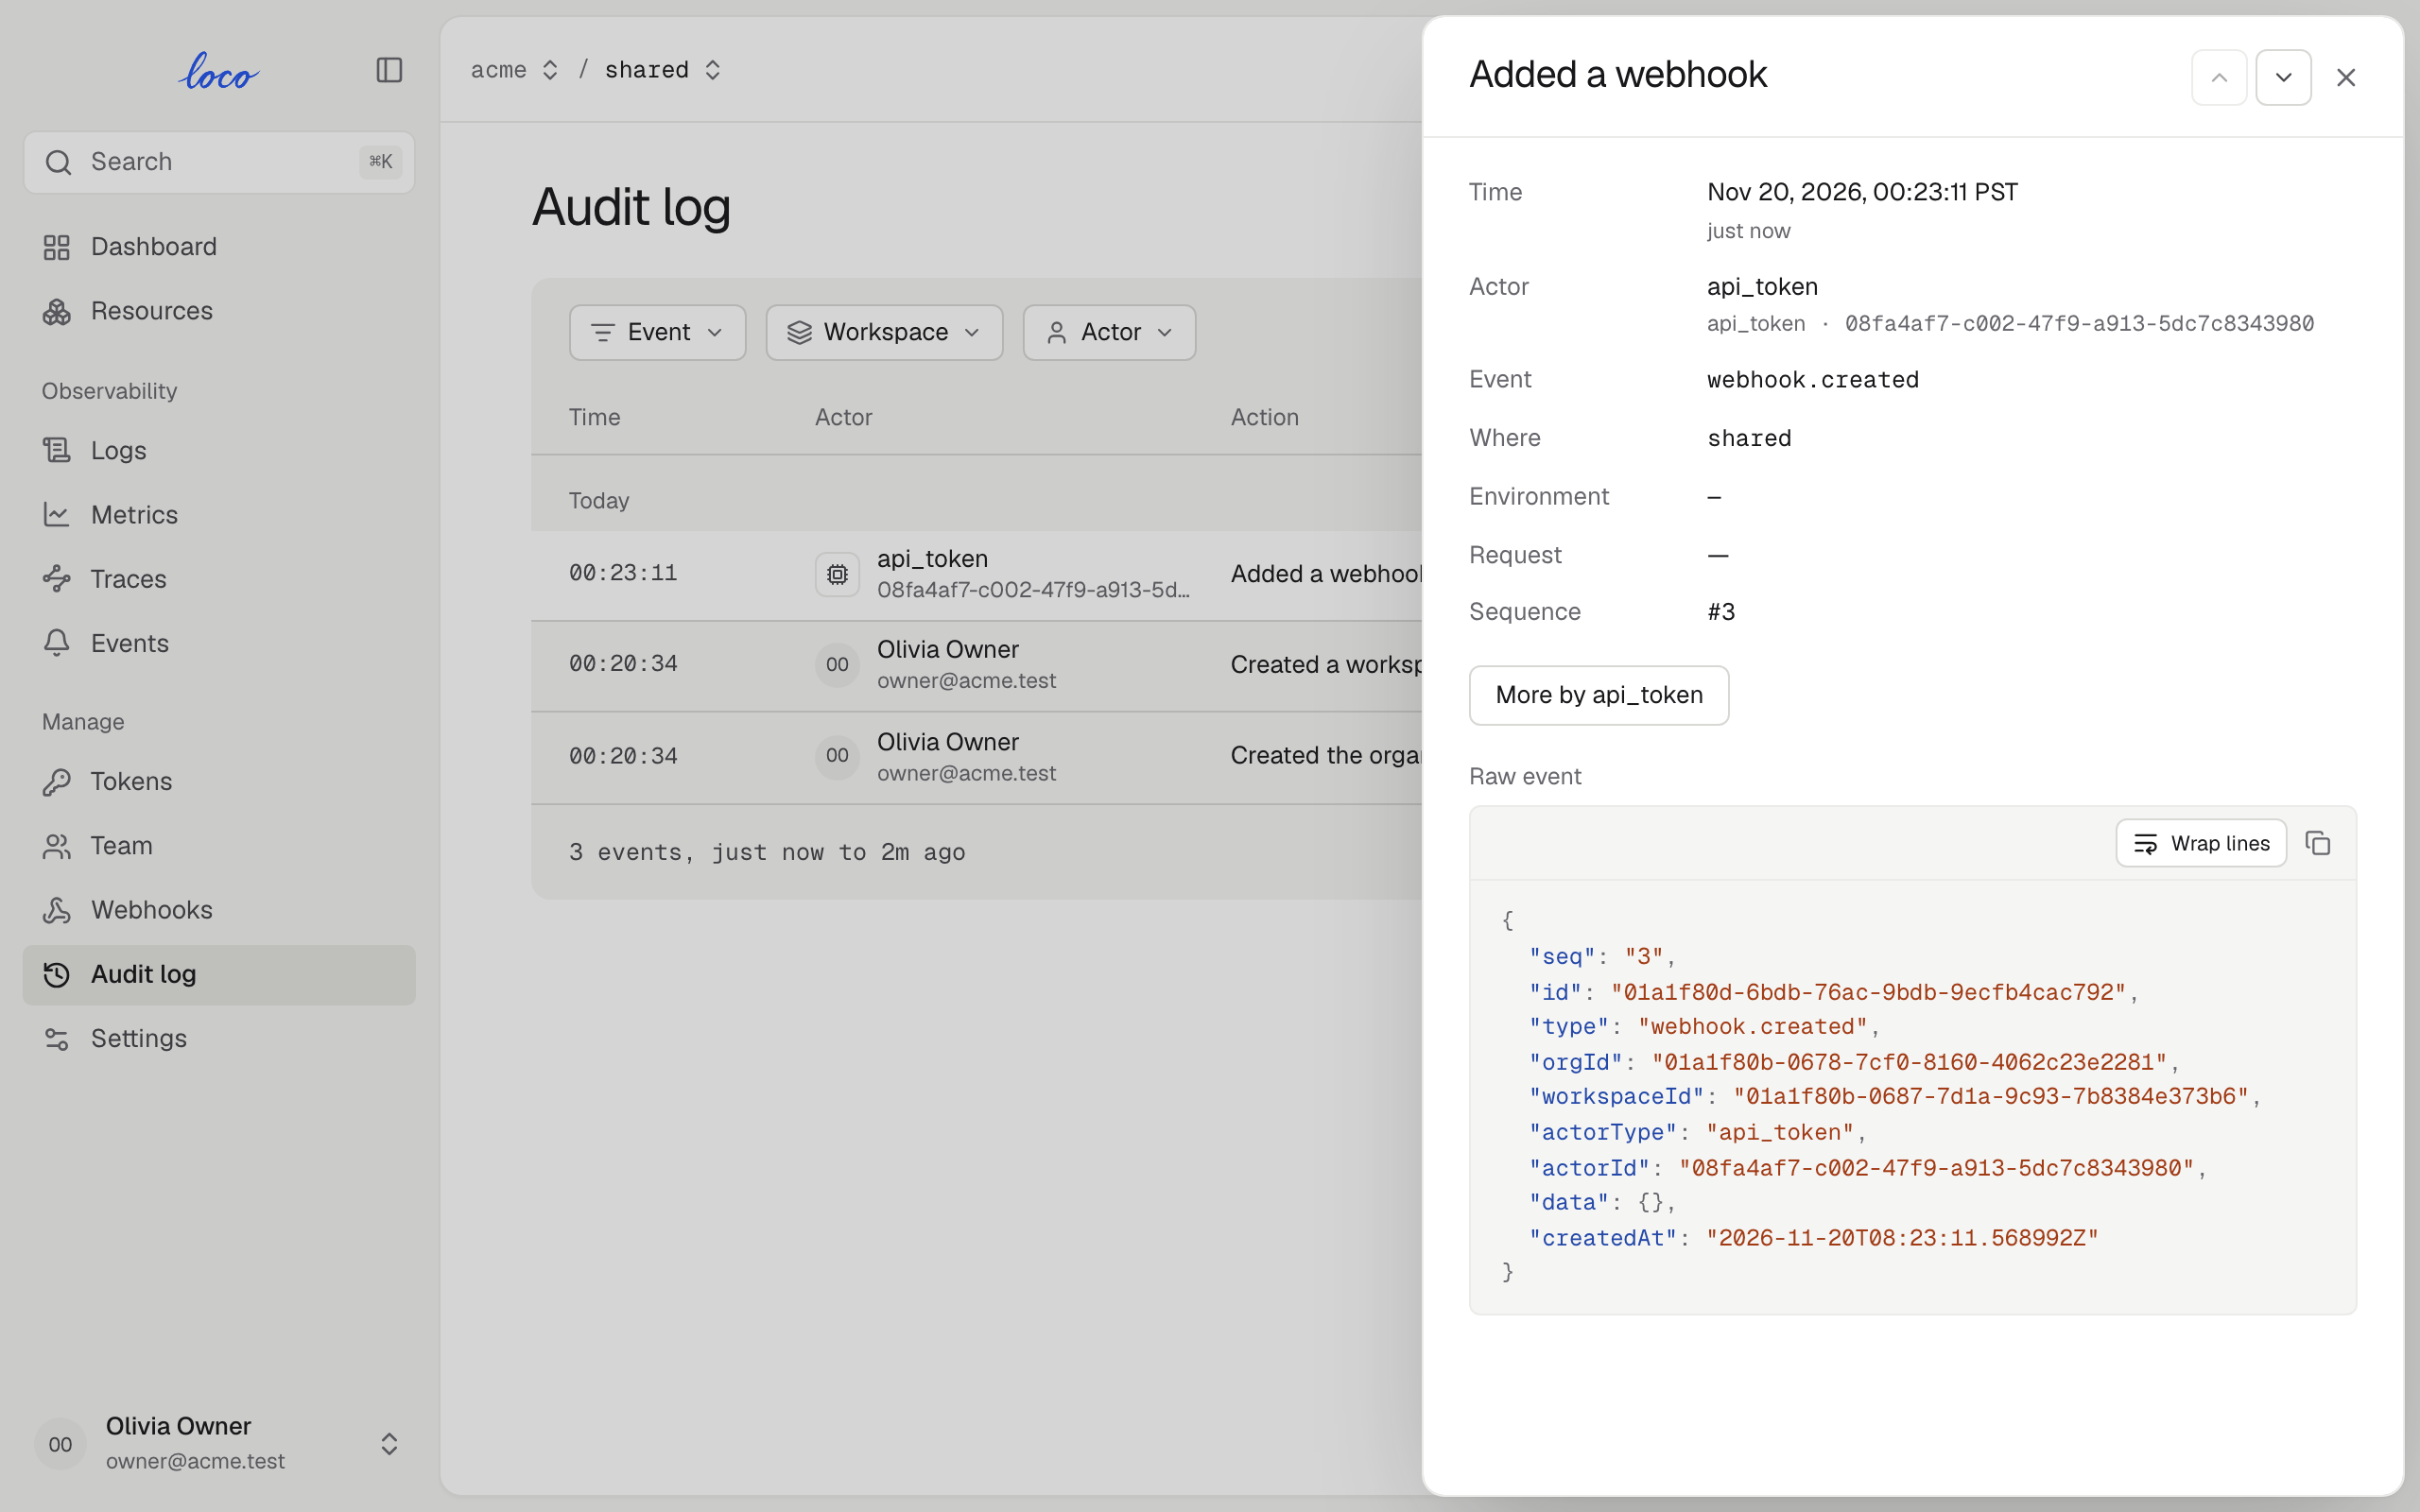 loco
Search ⌘K
Dashboard
Resources
Observability
Logs
Metrics
Traces
Events
Manage
Tokens
Team
Webhooks
Audit log
Settings
OO
Olivia Owner
owner@acme.test
acme / shared
Audit log
Event
Workspace
Actor
Time Actor Action
Today
00:23:11 api_token Added a webhook
08fa4af7-c002-47f9-a913-5d...
00:20:34 OO Olivia Owner Created a worksp
owner@acme.test
00:20:34 OO Olivia Owner Created the orga
owner@acme.test
3 events, just now to 2m ago
Added a webhook
Time Nov 20, 2026, 00:23:11 PST
just now
Actor api_token
api_token · 08fa4af7-c002-47f9-a913-5dc7c8343980
Event webhook.created
Where shared
Environment –
Request —
Sequence #3
More by api_token
Raw event
Wrap lines
{
"seq": "3",
"id": "01a1f80d-6bdb-76ac-9bdb-9ecfb4cac792",
"type": "webhook.created",
"orgId": "01a1f80b-0678-7cf0-8160-4062c23e2281",
"workspaceId": "01a1f80b-0687-7d1a-9c93-7b8384e373b6",
"actorType": "api_token",
"actorId": "08fa4af7-c002-47f9-a913-5dc7c8343980",
"data": {},
"createdAt": "2026-11-20T08:23:11.568992Z"
}